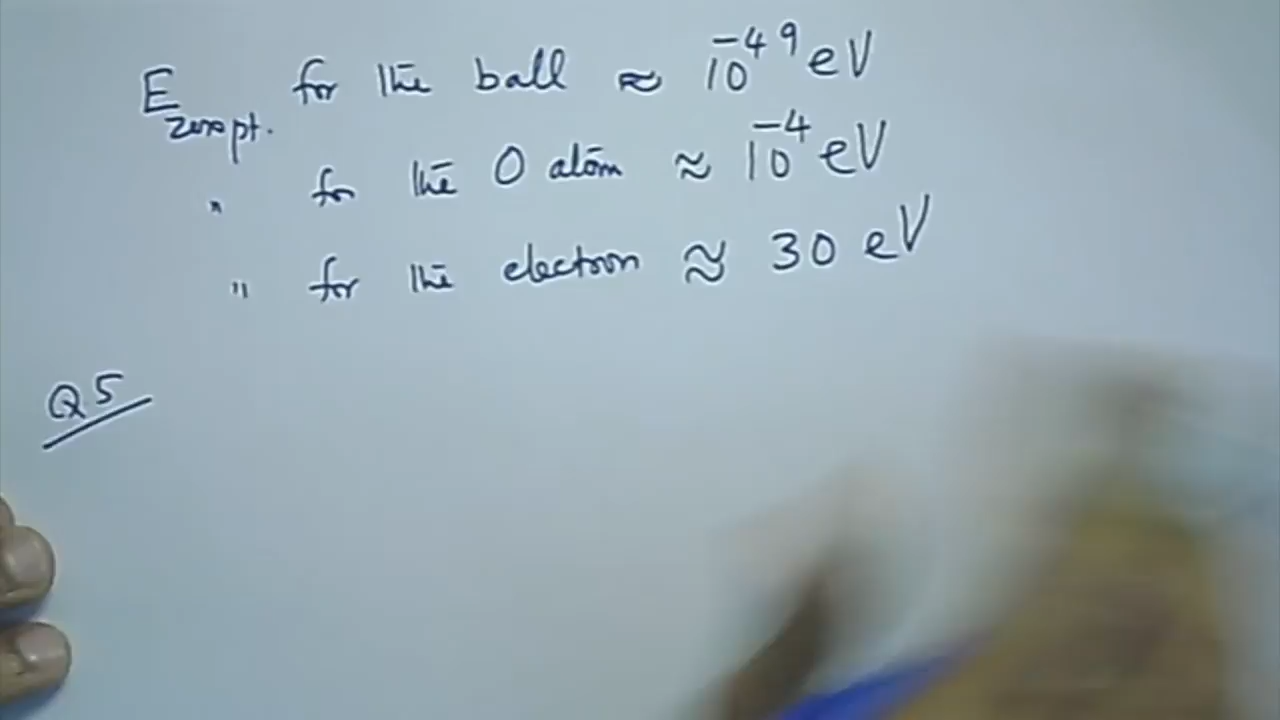 E zero pt. for the ball ≈ 10⁻⁴⁹ eV
" for the O atom ≈ 10⁻⁴ eV
" for the electron ≈ 30 eV
Q5